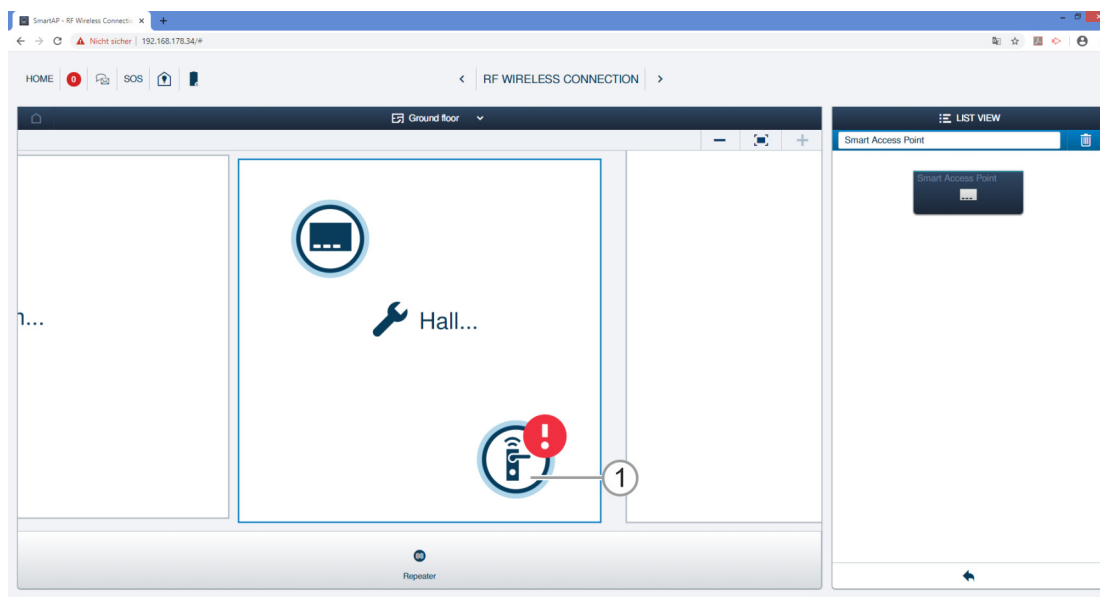 SmartAP - RF Wireless Connectio
Nicht sicher | 192.168.178.34/#
HOME 0 SOS < RF WIRELESS CONNECTION >
Ground floor
LIST VIEW
Smart Access Point
Smart Access Point
n...
Hall...
1
Repeater